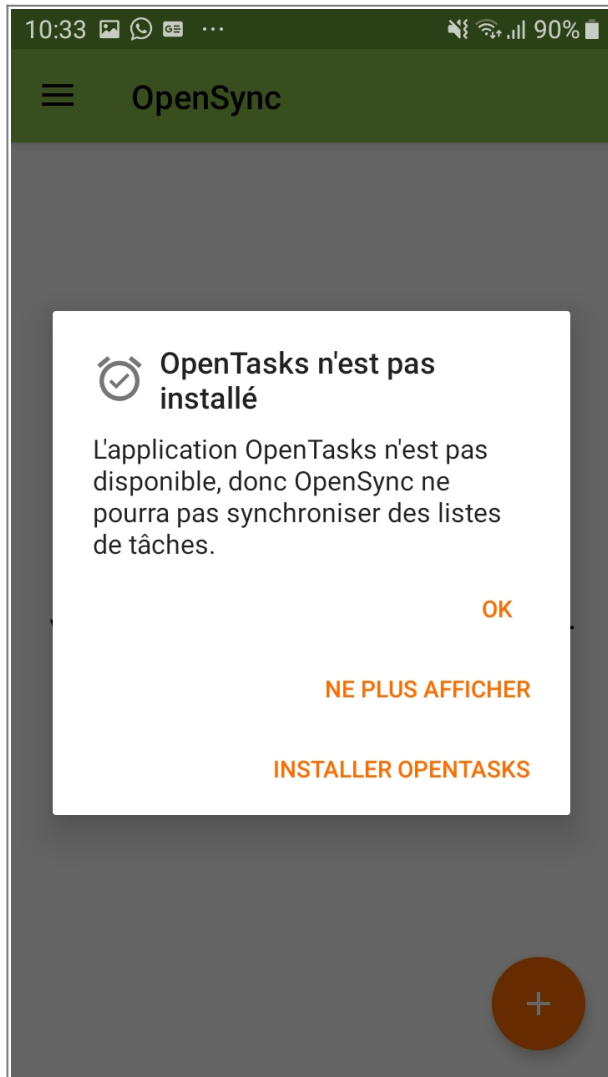 10:33 ... 90%
OpenSync
OpenTasks n'est pas
installé
L'application OpenTasks n'est pas
disponible, donc OpenSync ne
pourra pas synchroniser des listes
de tâches.
OK
NE PLUS AFFICHER
INSTALLER OPENTASKS
+